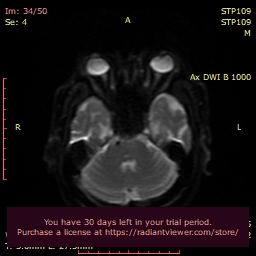 Im: 34/50
STP109
Se: 4
STP109
M
A
Ax DWI B 1000
R
L
You have 30 days left in your trial period.
Purchase a license at https://radiantviewer.com/store/